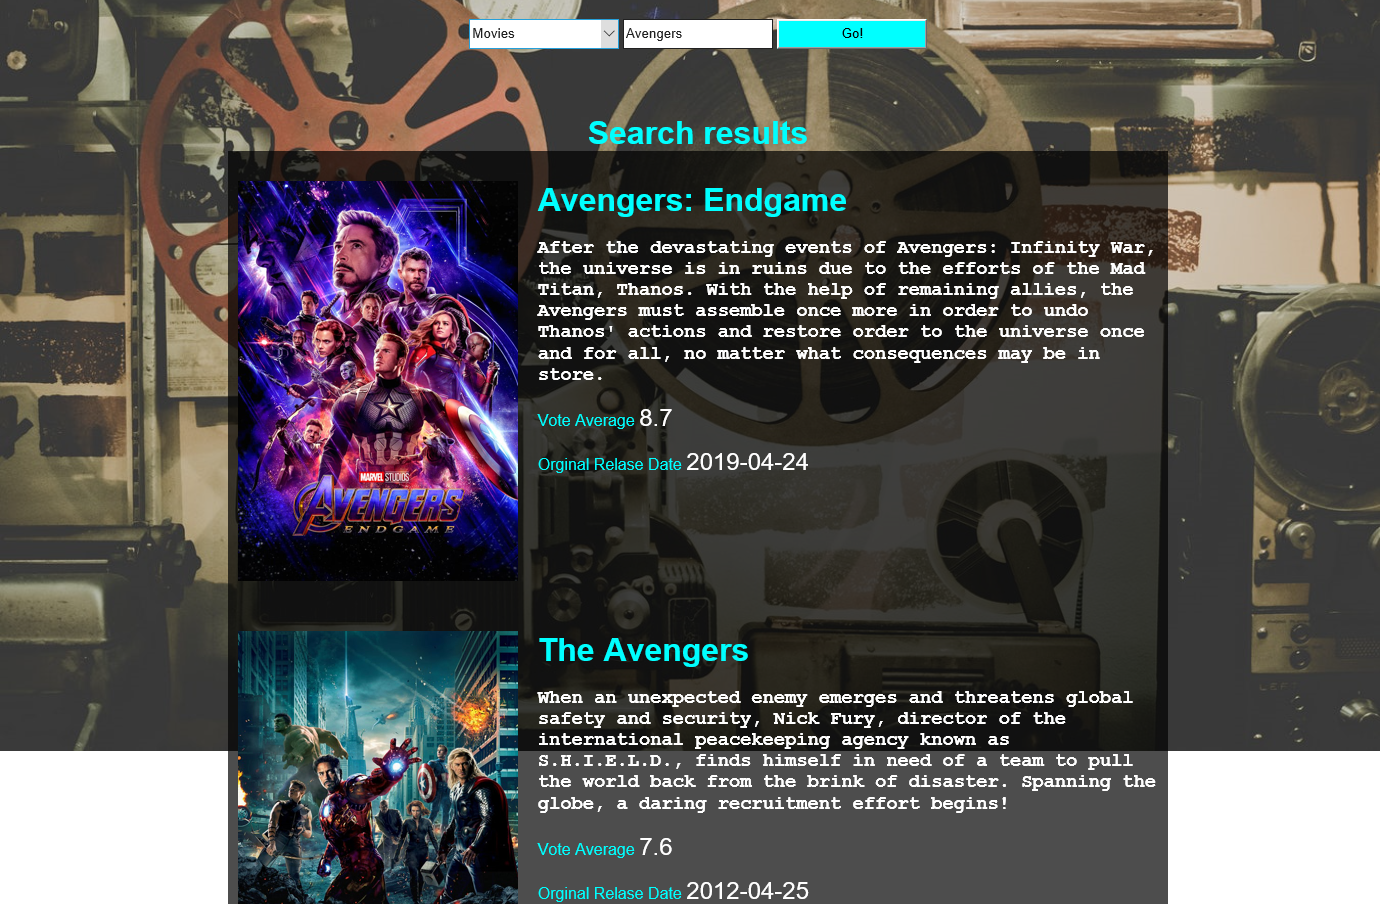 Movies Avengers Go!
Search results
Avengers: Endgame
After the devastating events of Avengers: Infinity War,
the universe is in ruins due to the efforts of the Mad
Titan, Thanos. With the help of remaining allies, the
Avengers must assemble once more in order to undo
Thanos' actions and restore order to the universe once
and for all, no matter what consequences may be in
store.
Vote Average 8.7
Orginal Relase Date 2019-04-24
MARVEL STUDIOS
AVENGERS
ENDGAME
The Avengers
When an unexpected enemy emerges and threatens global
safety and security, Nick Fury, director of the
international peacekeeping agency known as
S.H.I.E.L.D., finds himself in need of a team to pull
the world back from the brink of disaster. Spanning the
globe, a daring recruitment effort begins!
Vote Average 7.6
Orginal Relase Date 2012-04-25